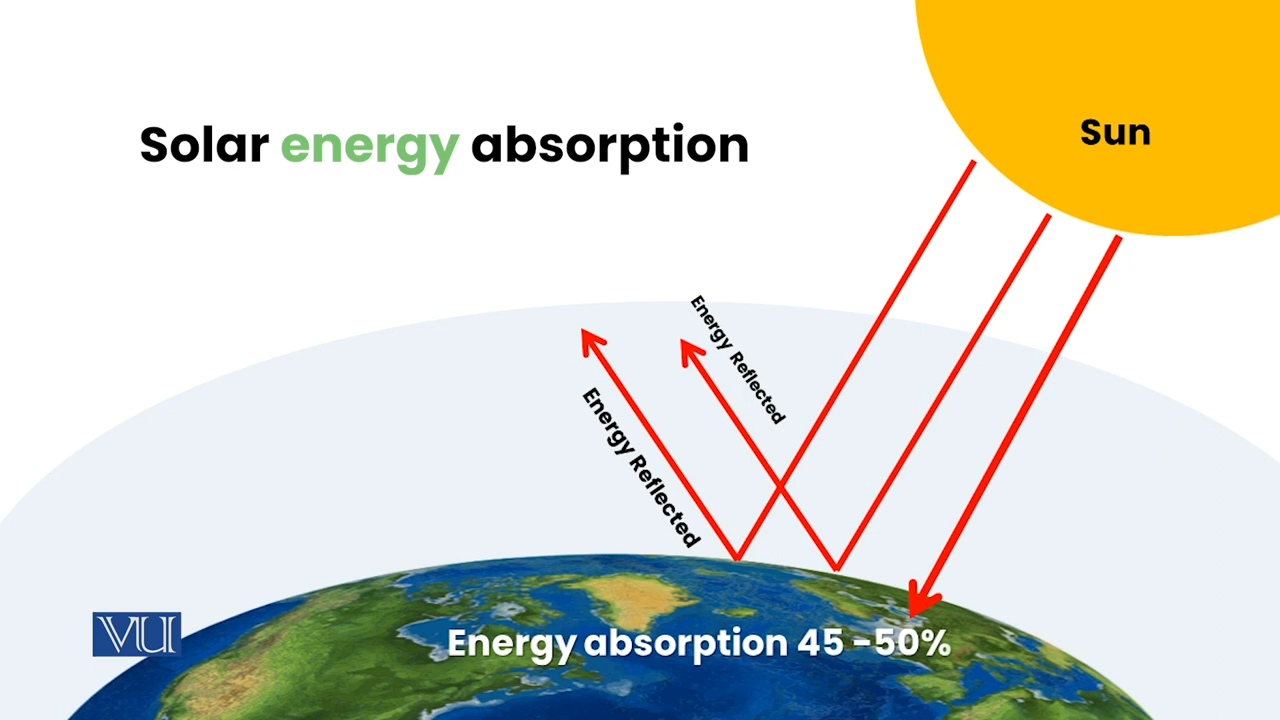 Solar energy absorption
Sun
Energy Reflected
Energy Reflected
Energy absorption 45 -50%
VU